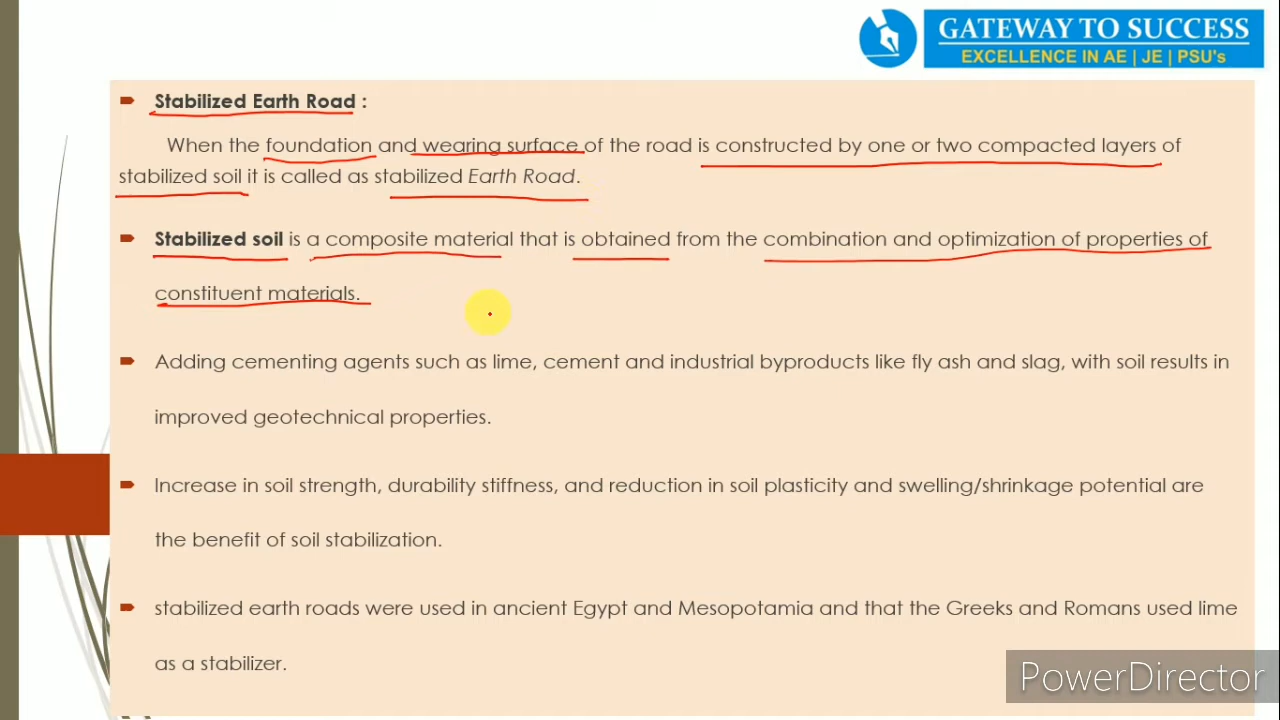 GATEWAY TO SUCCESS
EXCELLENCE IN AE | JE | PSU's
Stabilized Earth Road :
When the foundation and wearing surface of the road is constructed by one or two compacted layers of
stabilized soil it is called as stabilized Earth Road.
Stabilized soil is a composite material that is obtained from the combination and optimization of properties of
constituent materials.
Adding cementing agents such as lime, cement and industrial byproducts like fly ash and slag, with soil results in
improved geotechnical properties.
Increase in soil strength, durability stiffness, and reduction in soil plasticity and swelling/shrinkage potential are
the benefit of soil stabilization.
stabilized earth roads were used in ancient Egypt and Mesopotamia and that the Greeks and Romans used lime
as a stabilizer.
PowerDirector